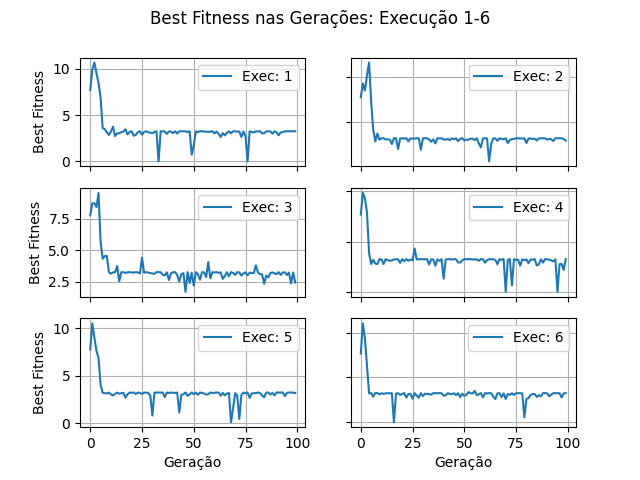 Best Fitness nas Gerações: Execução 1-6
Best Fitness
10
5
0
Exec: 1
Exec: 2
Best Fitness
7.5
5.0
2.5
Exec: 3
Exec: 4
Best Fitness
10
5
0
Exec: 5
Exec: 6
0 25 50 75 100
0 25 50 75 100
Geração
Geração